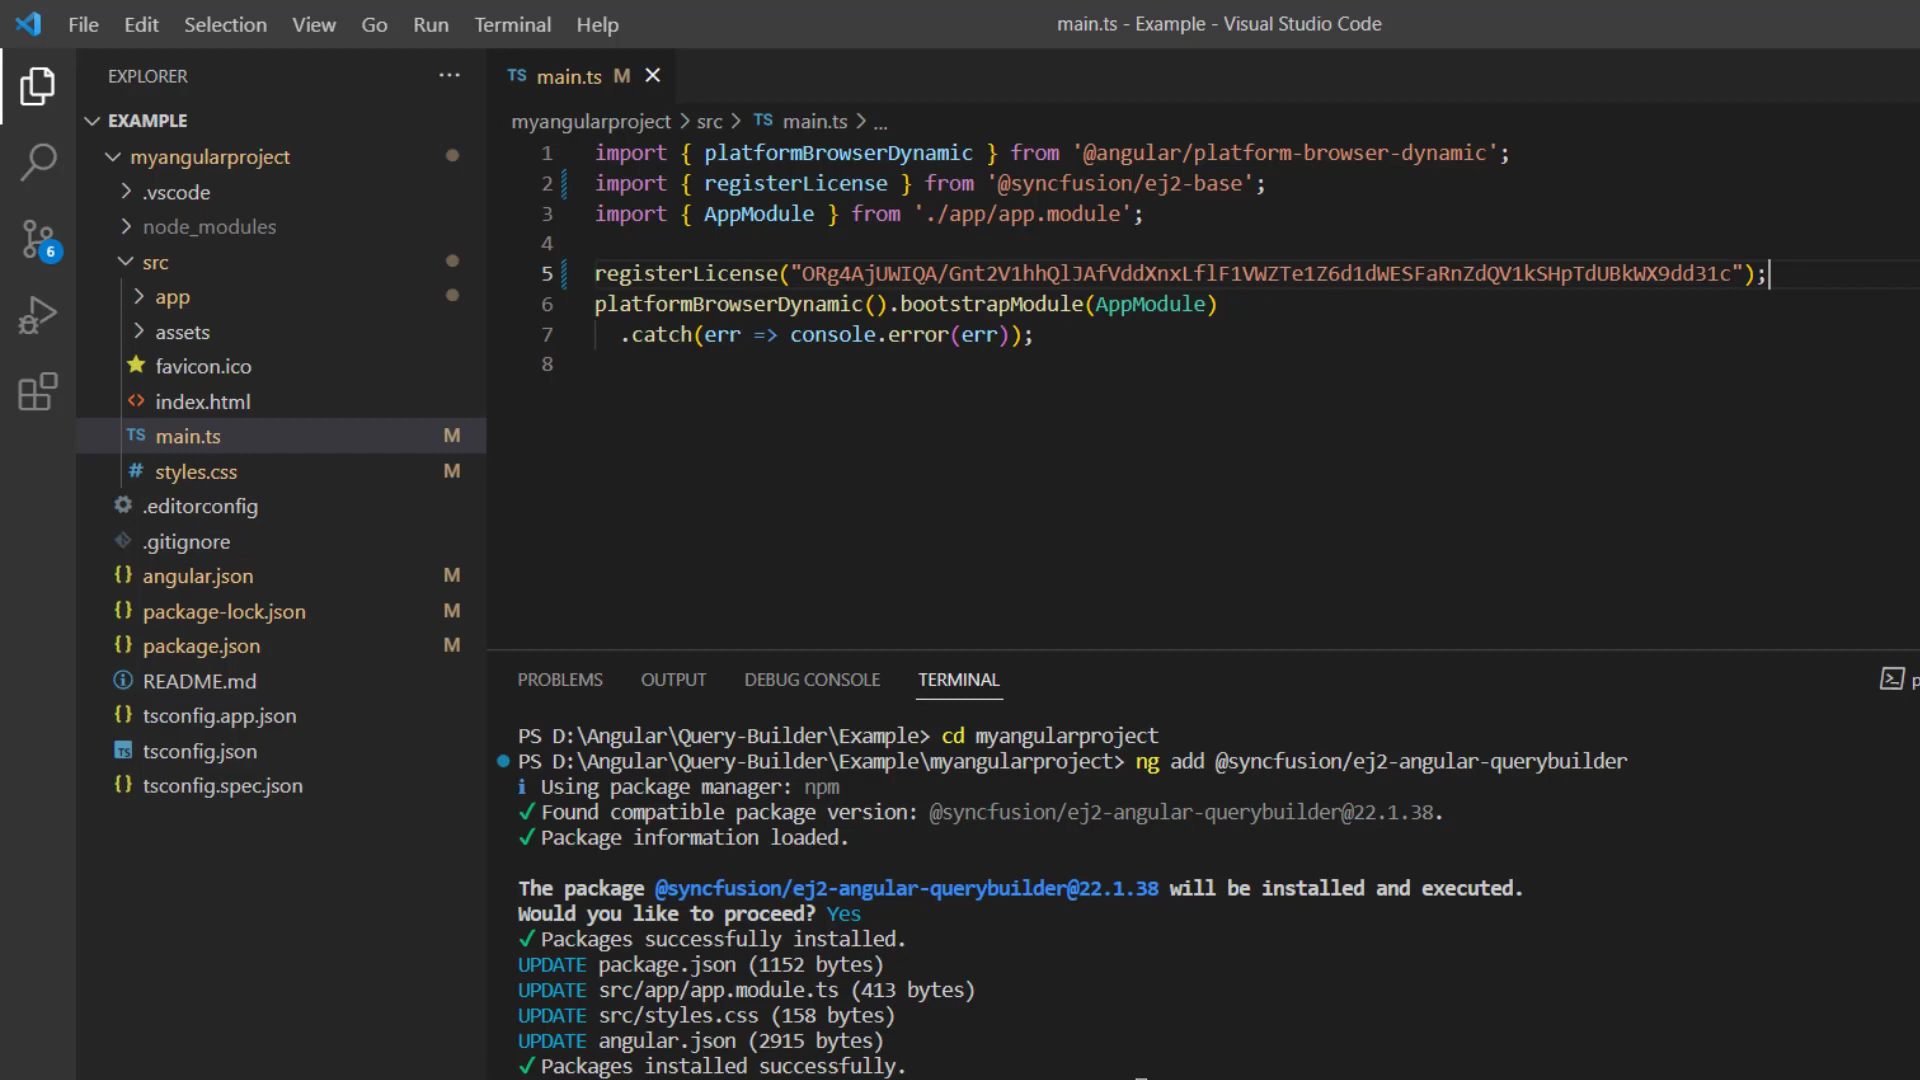 File Edit Selection View Go Run Terminal Help
main.ts - Example - Visual Studio Code
EXPLORER
EXAMPLE
myangularproject
.vscode
node_modules
src
app
assets
favicon.ico
index.html
TS main.ts M
# styles.css M
.editorconfig
.gitignore
{} angular.json M
{} package-lock.json M
{} package.json M
README.md
{} tsconfig.app.json
TS tsconfig.json
{} tsconfig.spec.json
6
TS main.ts M
myangularproject > src > TS main.ts > ...
1 import { platformBrowserDynamic } from '@angular/platform-browser-dynamic';
2 import { registerLicense } from '@syncfusion/ej2-base';
3 import { AppModule } from './app/app.module';
4
5 registerLicense("ORg4AjUWIQA/Gnt2V1hhQlJAfVddXnxLflF1VWZTe1Z6d1dWESFaRnZdQV1kSHpTdUBkWX9dd31c");
6 platformBrowserDynamic().bootstrapModule(AppModule)
7 .catch(err => console.error(err));
8
PROBLEMS OUTPUT DEBUG CONSOLE TERMINAL
PS D:\Angular\Query-Builder\Example> cd myangularproject
PS D:\Angular\Query-Builder\Example\myangularproject> ng add @syncfusion/ej2-angular-querybuilder
i Using package manager: npm
✓ Found compatible package version: @syncfusion/ej2-angular-querybuilder@22.1.38.
✓ Package information loaded.
The package @syncfusion/ej2-angular-querybuilder@22.1.38 will be installed and executed.
Would you like to proceed? Yes
✓ Packages successfully installed.
UPDATE package.json (1152 bytes)
UPDATE src/app/app.module.ts (413 bytes)
UPDATE src/styles.css (158 bytes)
UPDATE angular.json (2915 bytes)
✓ Packages installed successfully.